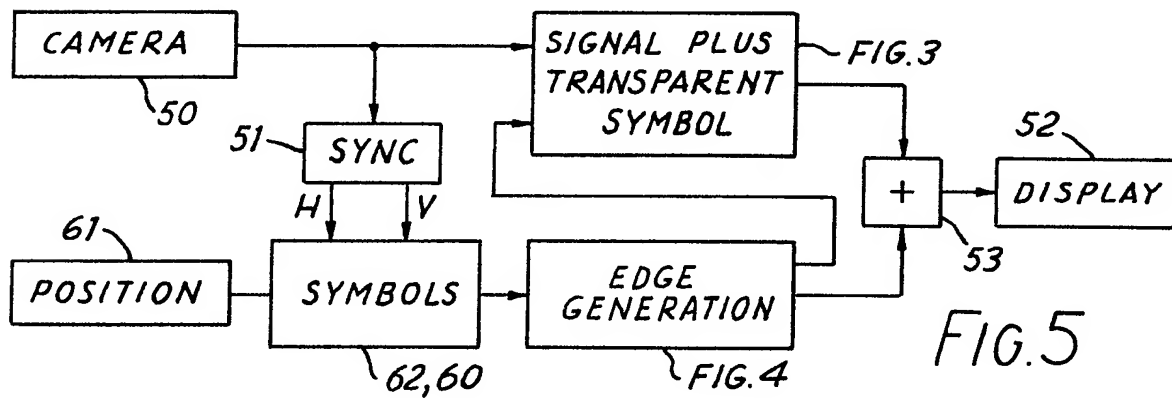 CAMERA
50
SIGNAL PLUS
TRANSPARENT
SYMBOL
FIG. 3
51
SYNC
H
V
52
DISPLAY
+
53
61
POSITION
SYMBOLS
62,60
EDGE
GENERATION
FIG. 4
FIG. 5